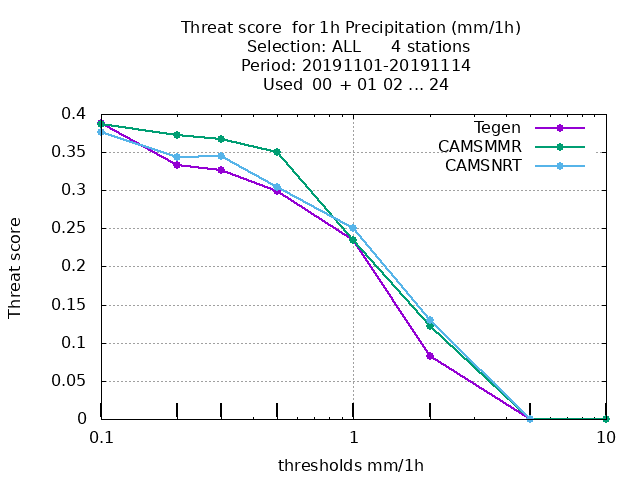 Threat score  for 1h Precipitation (mm/1h)
Selection: ALL      4 stations
Period: 20191101-20191114
Used  00 + 01 02 ... 24
Threat score
0.4
0.35
0.3
0.25
0.2
0.15
0.1
0.05
0
Tegen
CAMSMMR
CAMSNRT
0.1 1 10
thresholds mm/1h